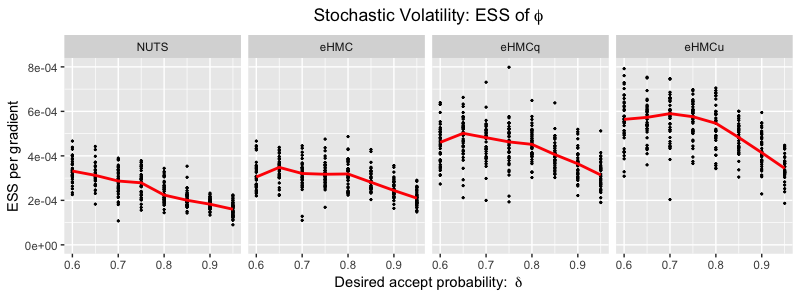 Stochastic Volatility: ESS of ϕ
NUTS eHMC eHMCq eHMCu
ESS per gradient
8e-04
6e-04
4e-04
2e-04
0e+00
0.6 0.7 0.8 0.9 0.6 0.7 0.8 0.9 0.6 0.7 0.8 0.9 0.6 0.7 0.8 0.9
Desired accept probability: δ